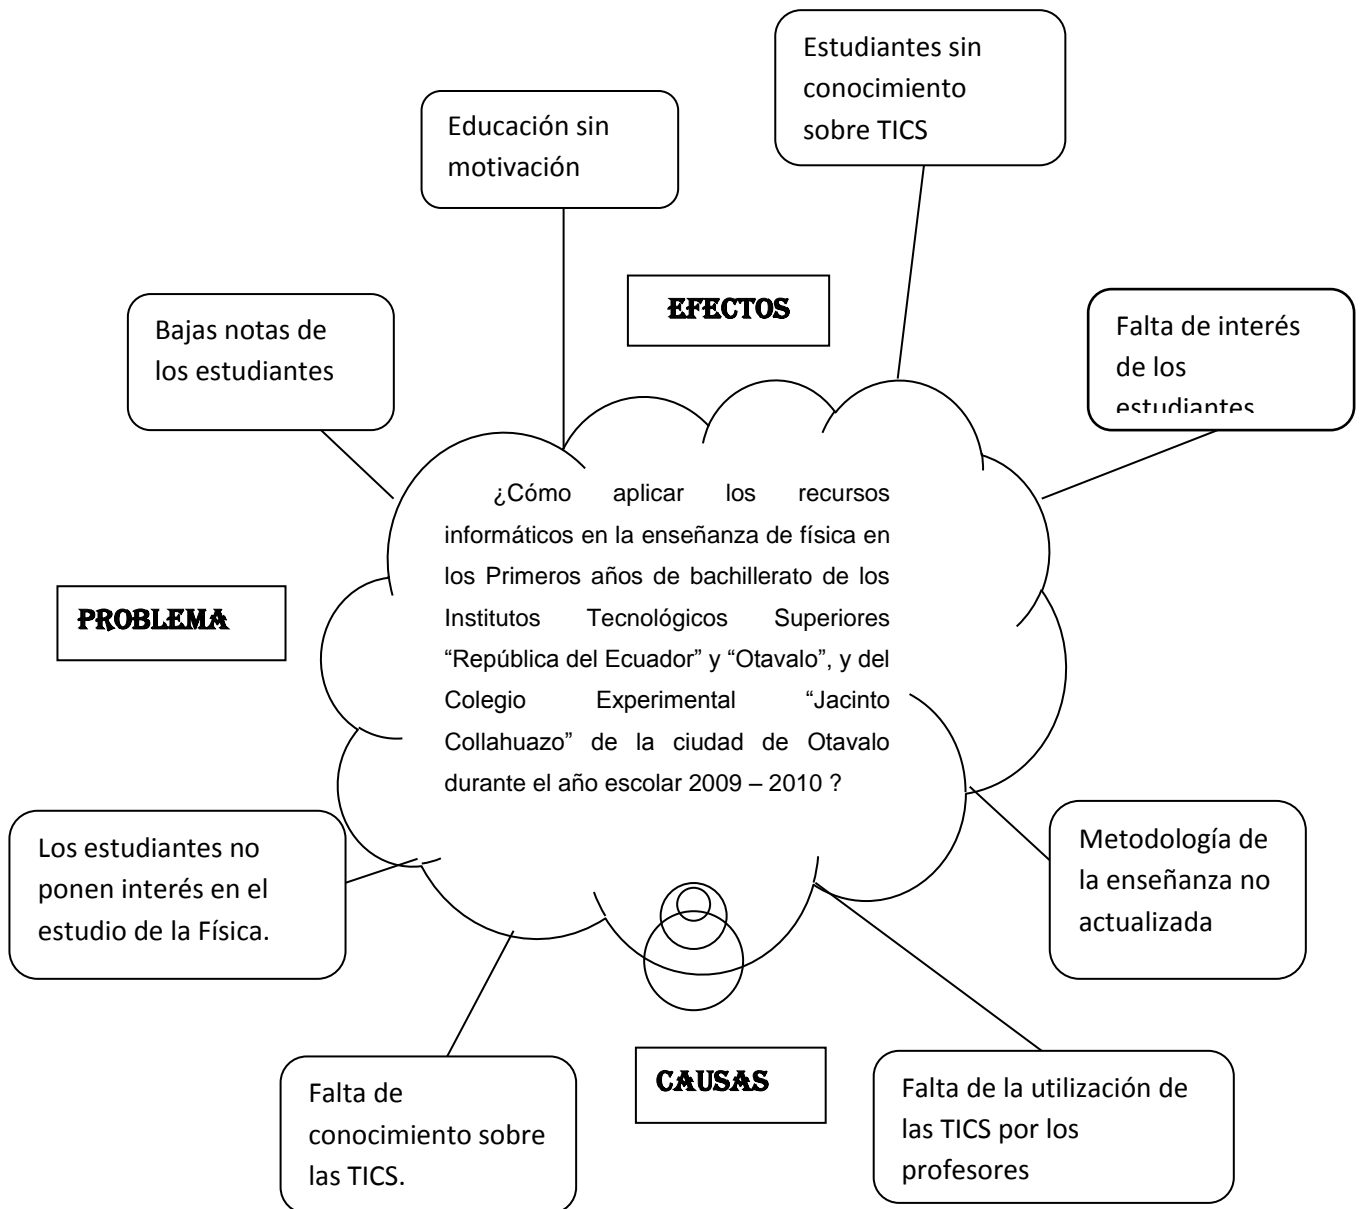 Estudiantes sin
conocimiento
sobre TICS
Educación sin
motivación
EFECTOS
Bajas notas de
los estudiantes
Falta de interés
de los
estudiantes
¿Cómo aplicar los recursos
informáticos en la enseñanza de física en
los Primeros años de bachillerato de los
Institutos Tecnológicos Superiores
“República del Ecuador” y “Otavalo”, y del
Colegio Experimental “Jacinto
Collahuazo” de la ciudad de Otavalo
durante el año escolar 2009 – 2010 ?
PROBLEMA
Los estudiantes no
ponen interés en el
estudio de la Física.
Metodología de
la enseñanza no
actualizada
CAUSAS
Falta de
conocimiento sobre
las TICS.
Falta de la utilización de
las TICS por los
profesores